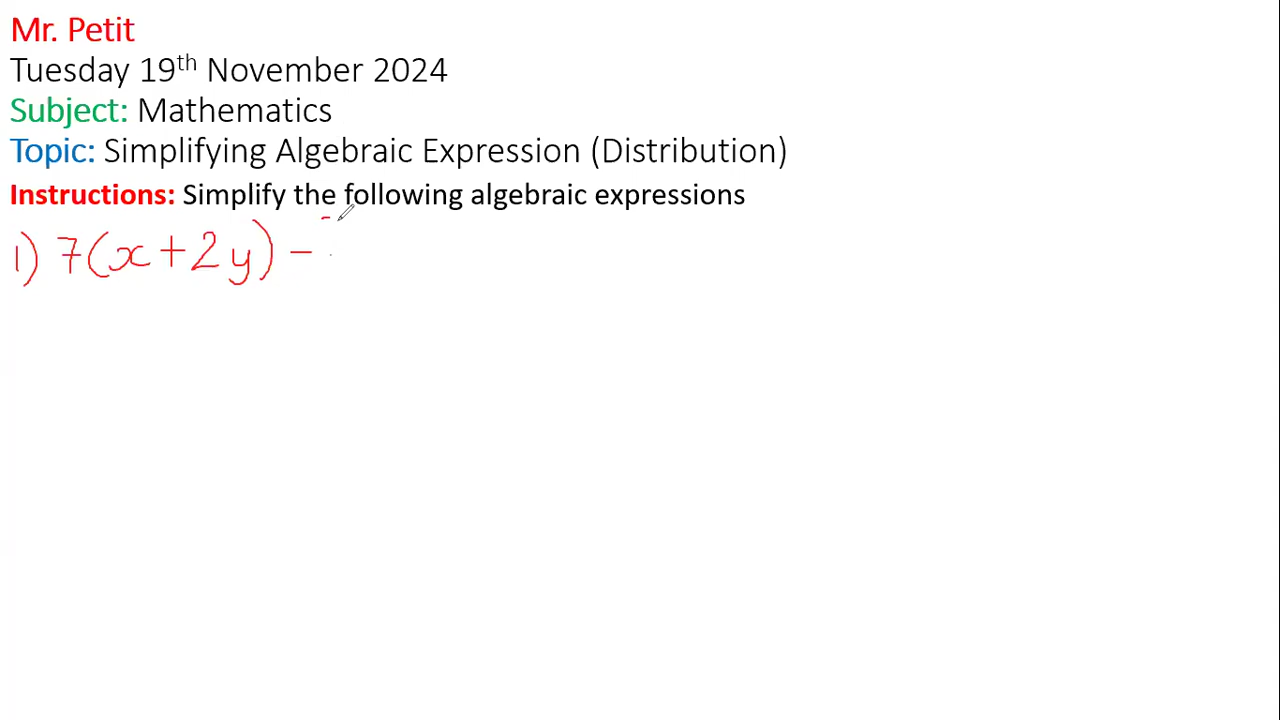 Mr. Petit
Tuesday 19th November 2024
Subject: Mathematics
Topic: Simplifying Algebraic Expression (Distribution)
Instructions: Simplify the following algebraic expressions
1) 7(x+2y) -